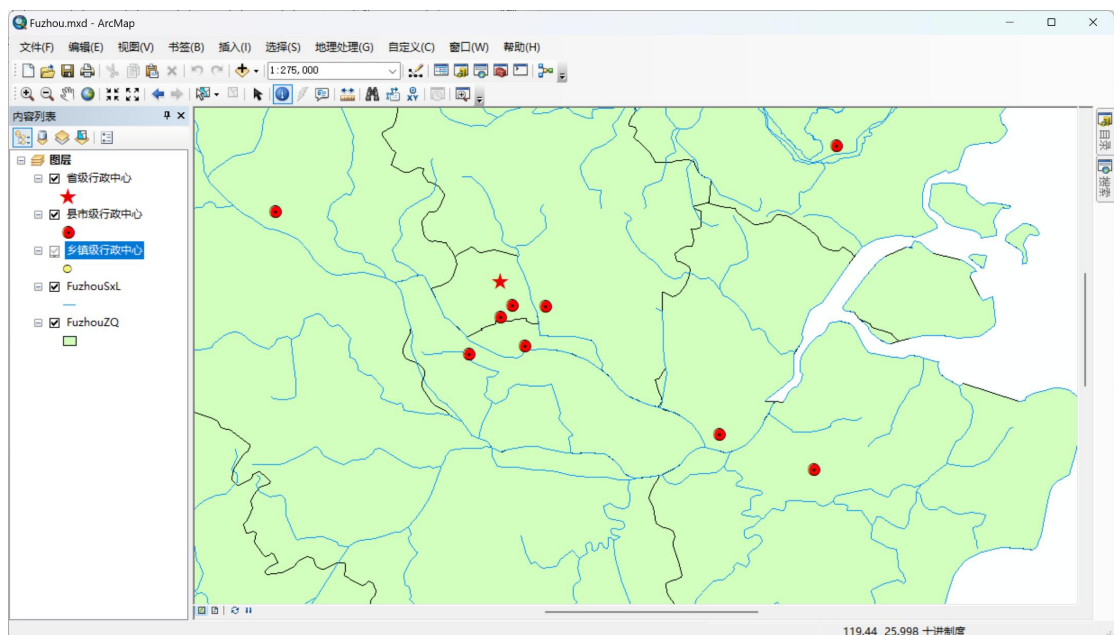 Fuzhou.mxd - ArcMap
文件(F) 编辑(E) 视图(V) 书签(B) 插入(I) 选择(S) 地理处理(G) 自定义(C) 窗口(W) 帮助(H)
1:275,000
内容列表
图层
省级行政中心
县市级行政中心
乡镇级行政中心
FuzhouSxL
FuzhouZQ
目录
搜索
119.44 25.998 十进制度